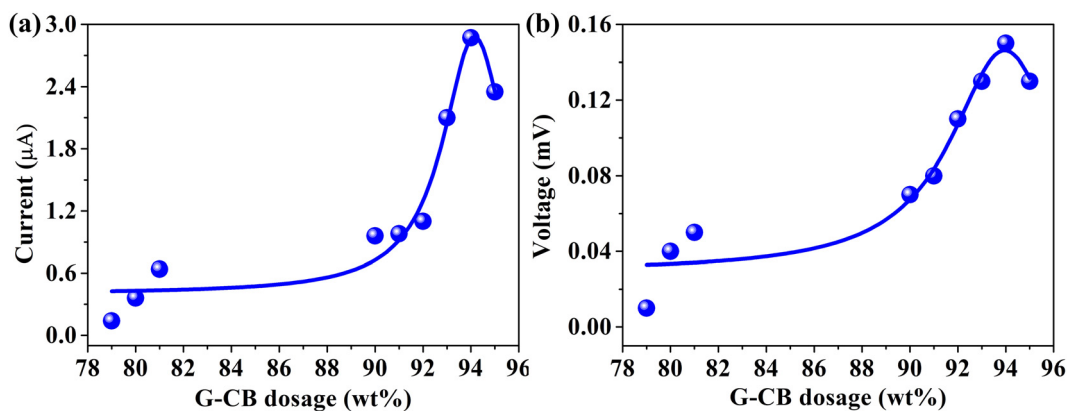 (a)
3.0
2.4
1.8
1.2
0.6
0.0
Current (μA)
78 80 82 84 86 88 90 92 94 96
G-CB dosage (wt%)
(b)
0.16
0.12
0.08
0.04
0.00
Voltage (mV)
78 80 82 84 86 88 90 92 94 96
G-CB dosage (wt%)